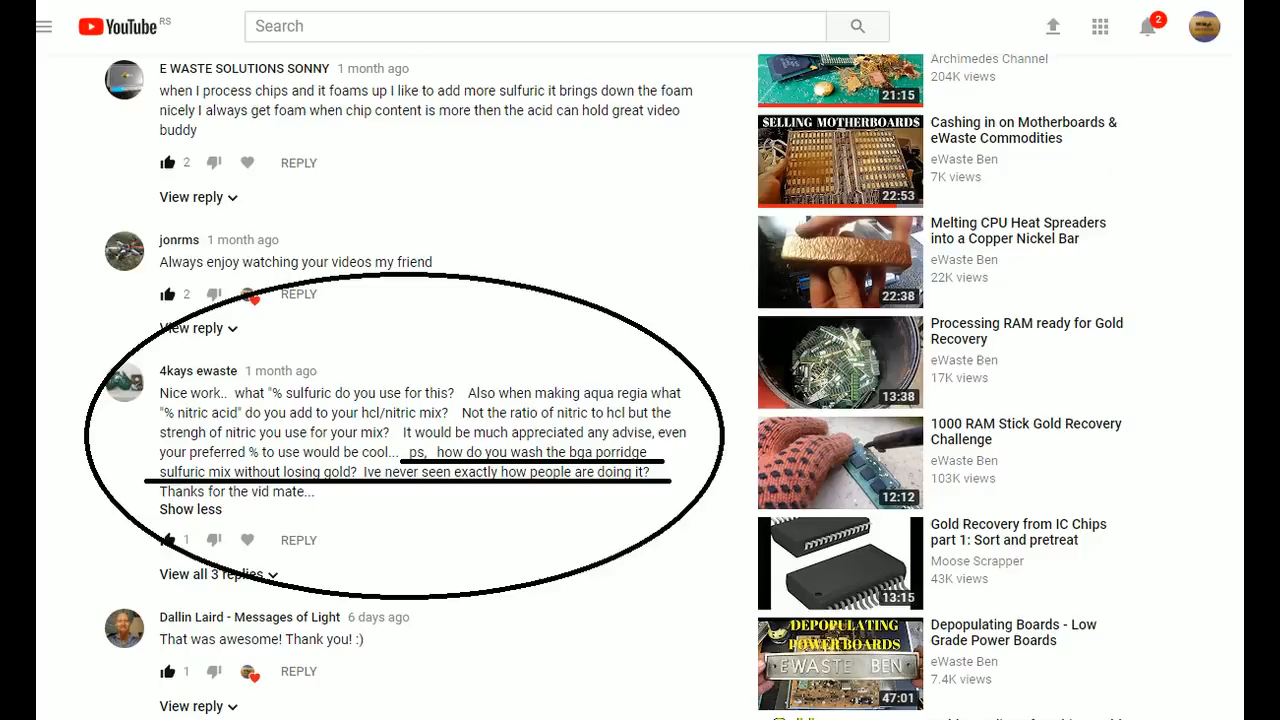 YouTube RS
Search
2
E WASTE SOLUTIONS SONNY 1 month ago
when I process chips and it foams up I like to add more sulfuric it brings down the foam
nicely I always get foam when chip content is more then the acid can hold great video
buddy
2 REPLY
View reply
jonrms 1 month ago
Always enjoy watching your videos my friend
2 REPLY
View reply
4kays ewaste 1 month ago
Nice work.. what "% sulfuric do you use for this? Also when making aqua regia what
"% nitric acid" do you add to your hcl/nitric mix? Not the ratio of nitric to hcl but the
strengh of nitric you use for your mix? It would be much appreciated any advise, even
your preferred % to use would be cool... ps, how do you wash the bga porridge
sulfuric mix without losing gold? Ive never seen exactly how people are doing it?
Thanks for the vid mate...
Show less
1 REPLY
View all 3 replies
Dallin Laird - Messages of Light 6 days ago
That was awesome! Thank you! :)
1 REPLY
View reply
21:15
Archimedes Channel
204K views
$ELLING MOTHERBOARD$
22:53
Cashing in on Motherboards &
eWaste Commodities
eWaste Ben
7K views
22:38
Melting CPU Heat Spreaders
into a Copper Nickel Bar
eWaste Ben
22K views
13:38
Processing RAM ready for Gold
Recovery
eWaste Ben
17K views
12:12
1000 RAM Stick Gold Recovery
Challenge
eWaste Ben
103K views
13:15
Gold Recovery from IC Chips
part 1: Sort and pretreat
Moose Scrapper
43K views
DEPOPULATING
POWER BOARDS
EWASTE BEN
47:01
Depopulating Boards - Low
Grade Power Boards
eWaste Ben
7.4K views